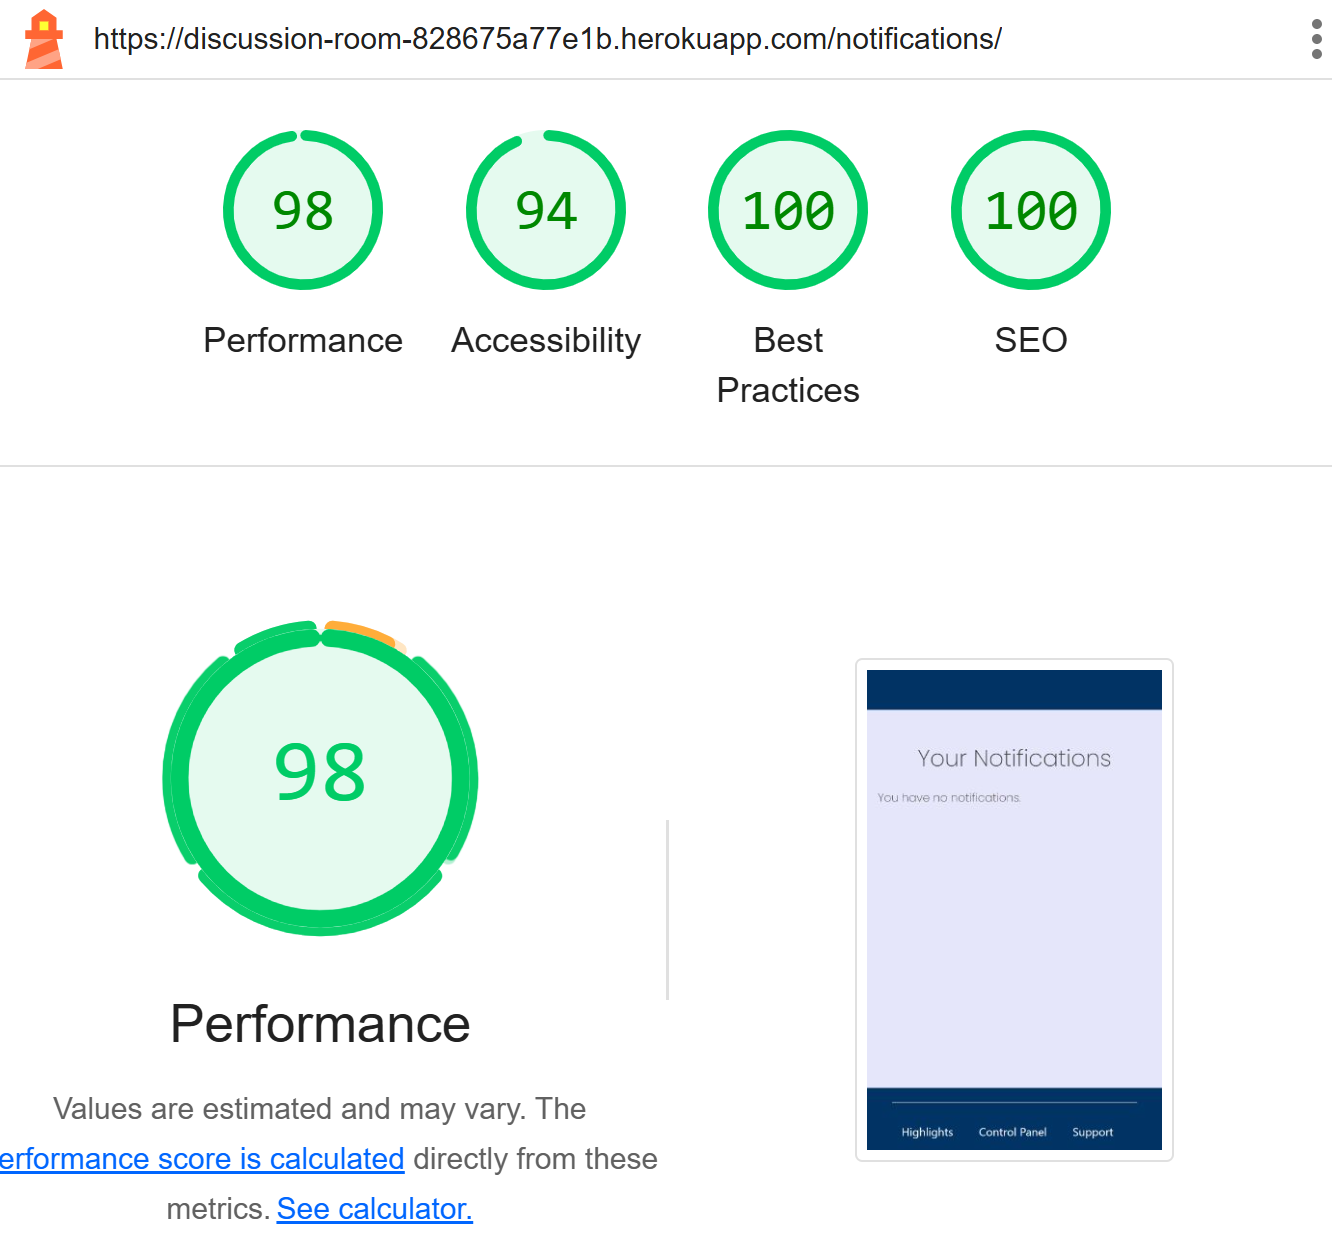 https://discussion-room-828675a77e1b.herokuapp.com/notifications/
98
94
100
100
Performance
Accessibility
Best
Practices
SEO
98
Performance
Values are estimated and may vary. The
erformance score is calculated directly from these
metrics. See calculator.
Your Notifications
You have no notifications.
Highlights Control Panel Support